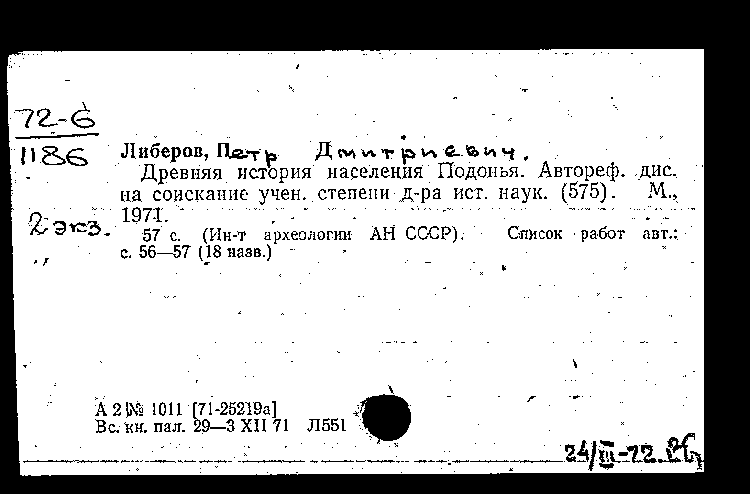 72-6
1186
Либеров, Петр Дмитриевич.
Древняя история населения Подонья. Автореф. дис.
на соискание учен. степени д-ра ист. наук. (575). М.,
1971.
2 экз.
57 с. (Ин-т археологии АН СССР). Список работ авт.:
с. 56—57 (18 назв.)
А 2 № 1011 [71-25219а]
Вс. кн. пал. 29—3 XII 71 Л551
24/III-72.